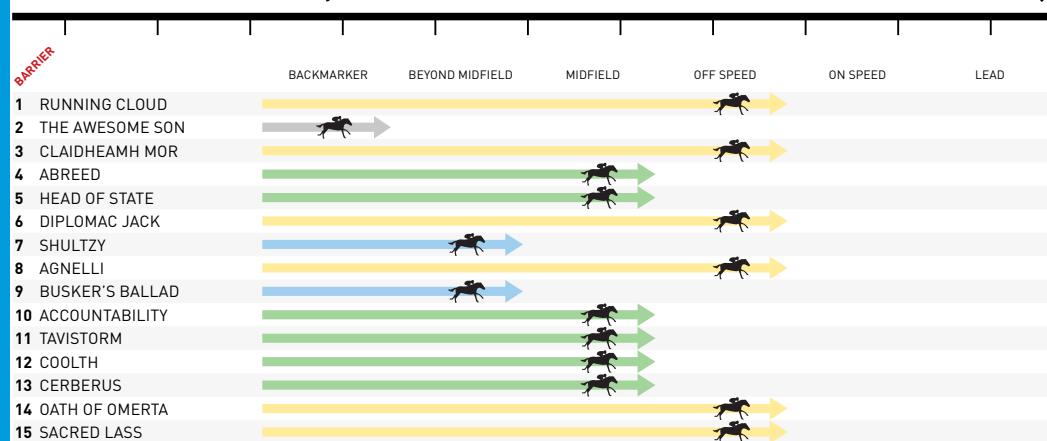 BARRIER
BACKMARKER BEYOND MIDFIELD MIDFIELD OFF SPEED ON SPEED LEAD
1 RUNNING CLOUD
2 THE AWESOME SON
3 CLAIDHEAMH MOR
4 ABREED
5 HEAD OF STATE
6 DIPLOMAC JACK
7 SHULTZY
8 AGNELLI
9 BUSKER'S BALLAD
10 ACCOUNTABILITY
11 TAVISTORM
12 COOLTH
13 CERBERUS
14 OATH OF OMERTA
15 SACRED LASS